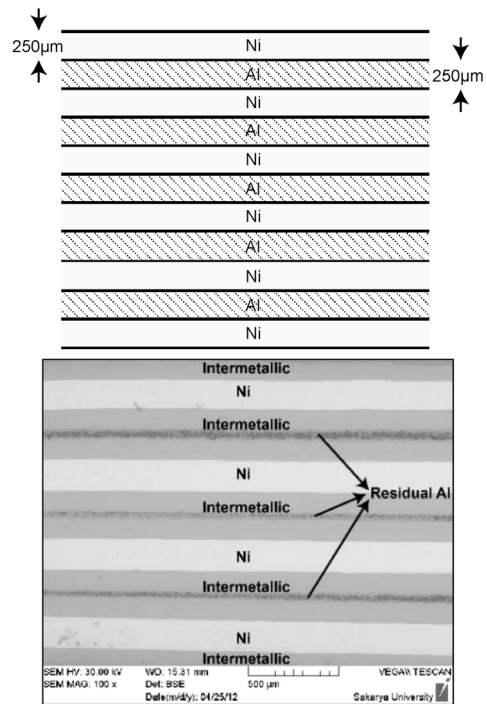 250µm
Ni
Al
250µm
Ni
Al
Ni
Al
Ni
Al
Ni
Al
Ni
Intermetallic
Ni
Intermetallic
Ni
Residual Al
Intermetallic
Ni
Intermetallic
Ni
Intermetallic
SEM HV: 30.00 kV WD: 15.31 mm VEGA\\ TESCAN
SEM MAG: 100 x Det: BSE 500 µm
Date(m/d/y): 04/25/12 Sakarya University